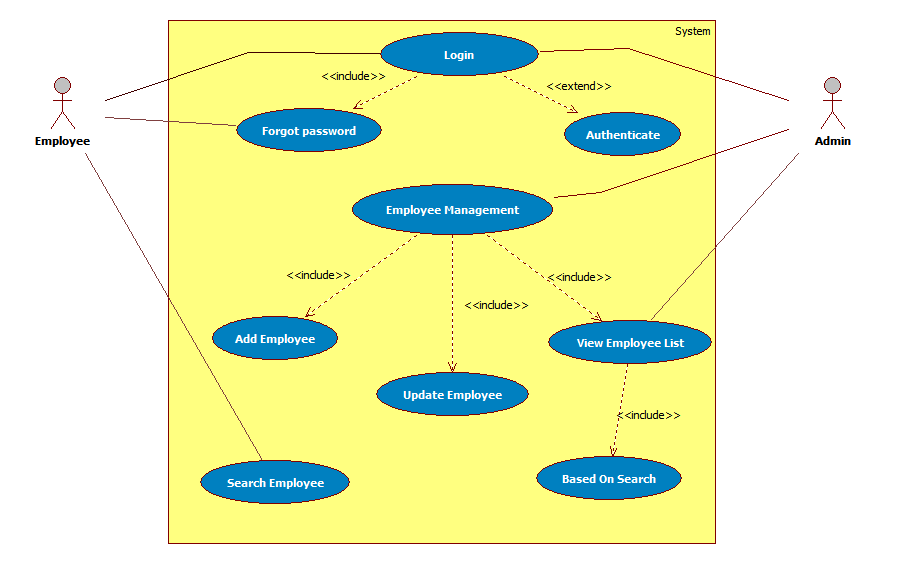 System
Login
<<include>>
<<extend>>
Forgot password
Authenticate
Employee
Admin
Employee Management
<<include>>
<<include>>
<<include>>
Add Employee
View Employee List
Update Employee
<<include>>
Search Employee
Based On Search